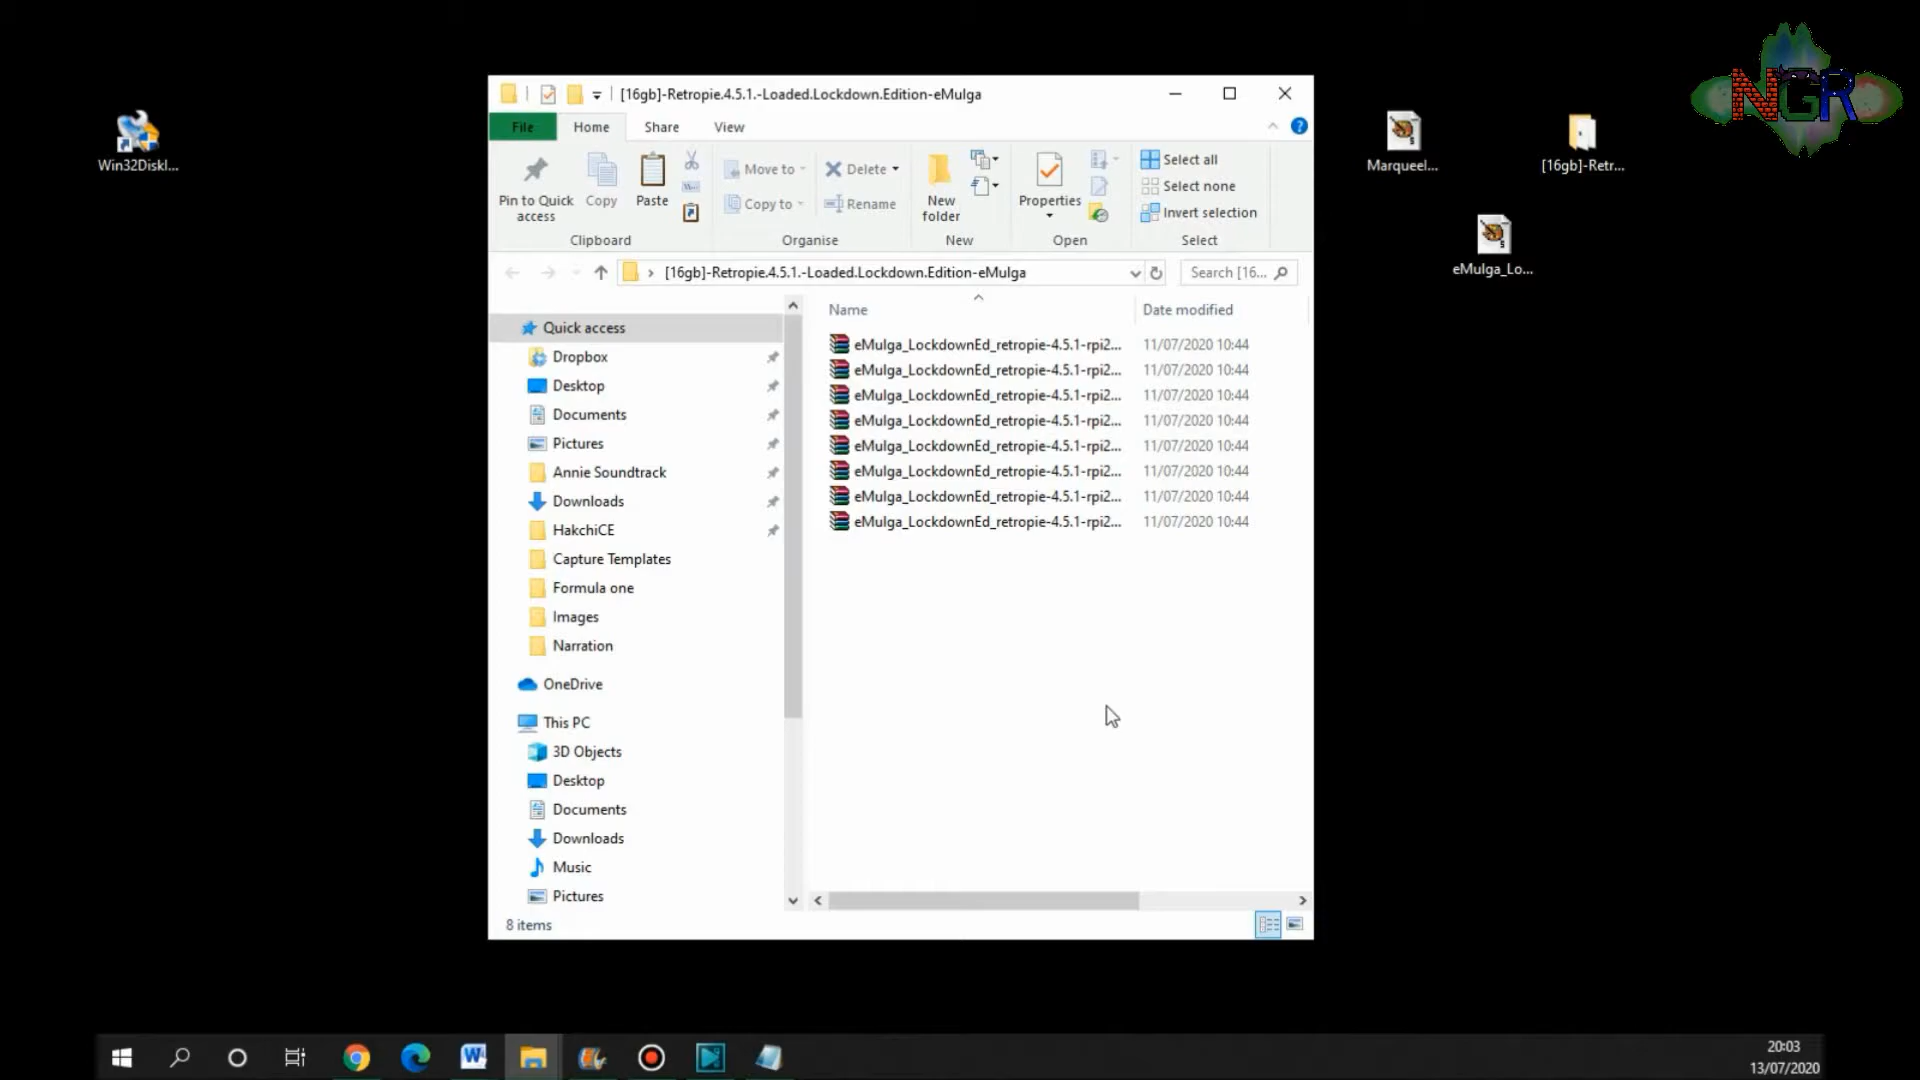 NGR
Win32DiskI...
MarqueeI...
[16gb]-Retr...
eMulga_Lo...
[16gb]-Retropie.4.5.1.-Loaded.Lockdown.Edition-eMulga
File Home Share View
Pin to Quick access
Copy
Paste
Clipboard
Move to
Copy to
Delete
Rename
Organise
New folder
New
Properties
Open
Select all
Select none
Invert selection
Select
[16gb]-Retropie.4.5.1.-Loaded.Lockdown.Edition-eMulga
Search [16...
Quick access
Dropbox
Desktop
Documents
Pictures
Annie Soundtrack
Downloads
HakchiCE
Capture Templates
Formula one
Images
Narration
OneDrive
This PC
3D Objects
Desktop
Documents
Downloads
Music
Pictures
Name Date modified
eMulga_LockdownEd_retropie-4.5.1-rpi2... 11/07/2020 10:44
eMulga_LockdownEd_retropie-4.5.1-rpi2... 11/07/2020 10:44
eMulga_LockdownEd_retropie-4.5.1-rpi2... 11/07/2020 10:44
eMulga_LockdownEd_retropie-4.5.1-rpi2... 11/07/2020 10:44
eMulga_LockdownEd_retropie-4.5.1-rpi2... 11/07/2020 10:44
eMulga_LockdownEd_retropie-4.5.1-rpi2... 11/07/2020 10:44
eMulga_LockdownEd_retropie-4.5.1-rpi2... 11/07/2020 10:44
eMulga_LockdownEd_retropie-4.5.1-rpi2... 11/07/2020 10:44
8 items
20:03
13/07/2020